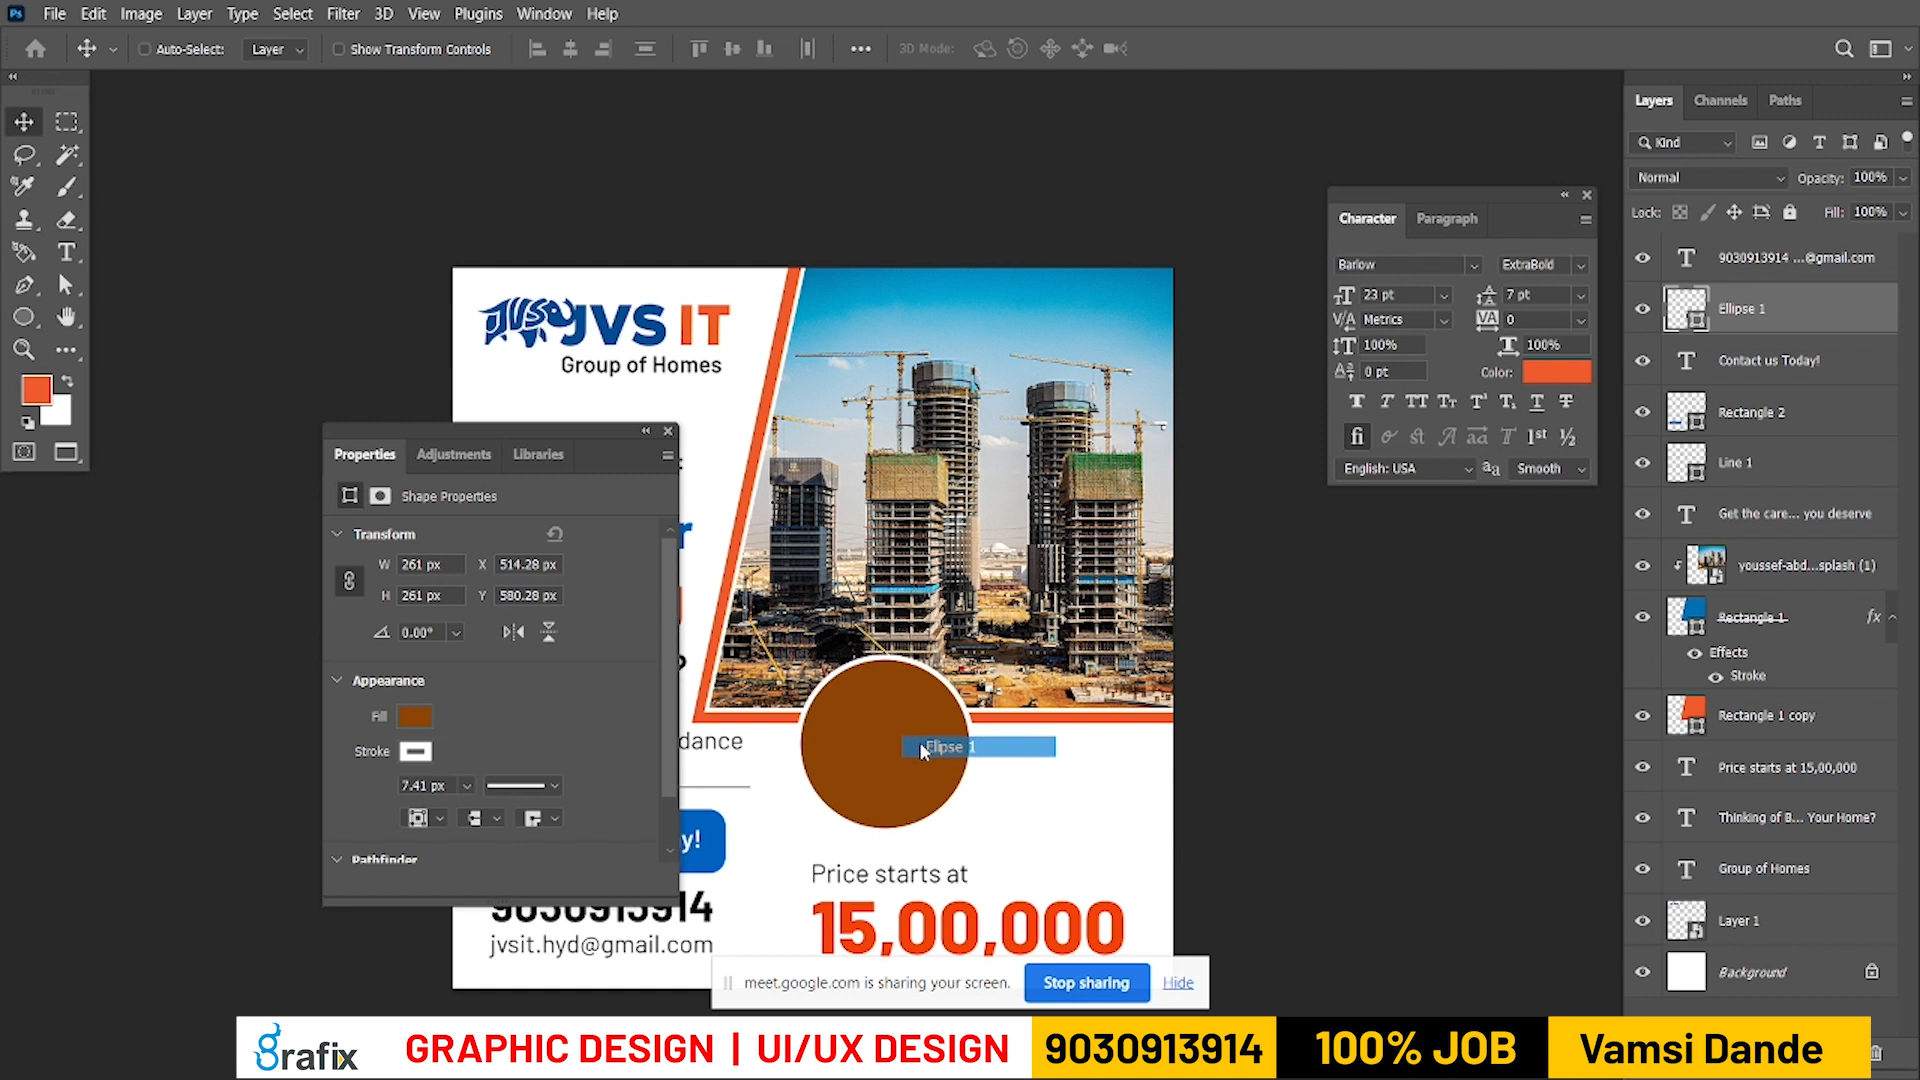 Ps File Edit Image Layer Type Select Filter 3D View Plugins Window Help
Auto-Select: Layer Show Transform Controls 3D Mode:
Layers Channels Paths
Kind
Normal Opacity: 100%
Lock: Fill: 100%
9030913914 ...@gmail.com
Ellipse 1
Contact us Today!
Rectangle 2
Line 1
Get the care... you deserve
youssef-abd...splash (1)
Rectangle 1 fx
Effects
Stroke
Rectangle 1 copy
Price starts at 15,00,000
Thinking of B... Your Home?
Group of Homes
Layer 1
Background
Character Paragraph
Barlow ExtraBold
23 pt 7 pt
Metrics 0
100% 100%
0 pt Color:
English: USA Smooth
JVS JVS IT
Group of Homes
Properties Adjustments Libraries
Shape Properties
Transform
W 261 px X 514.28 px
H 261 px Y 580.28 px
0.00°
Appearance
Fill
Stroke
7.41 px
Pathfinder
r
?
dance
y!
9030913914
jvsit.hyd@gmail.com
Ellipse 1
Price starts at
15,00,000
meet.google.com is sharing your screen. Stop sharing Hide
grafix GRAPHIC DESIGN | UI/UX DESIGN 9030913914 100% JOB Vamsi Dande